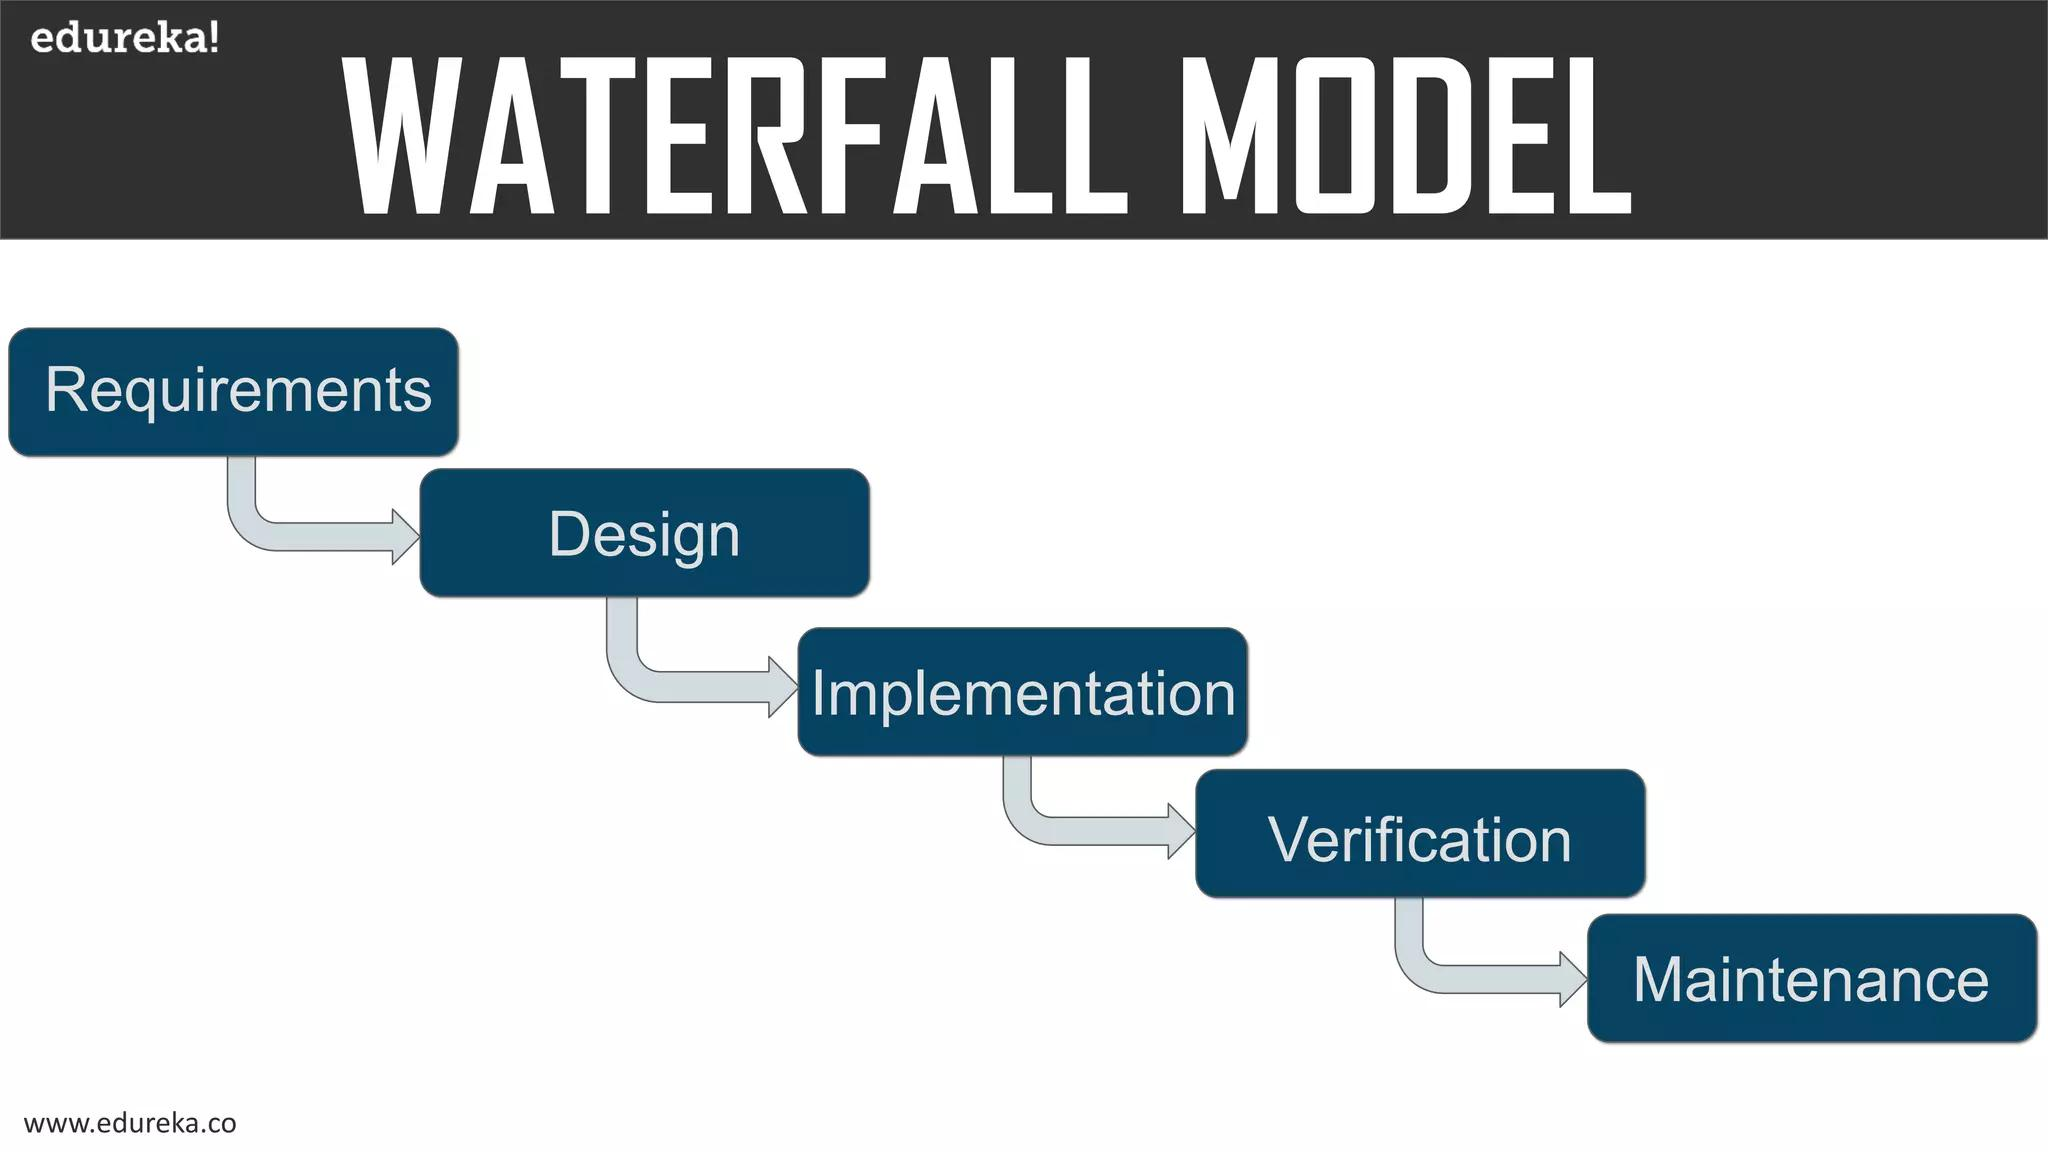 edureka!
WATERFALL MODEL
Requirements
Design
Implementation
Verification
Maintenance
www.edureka.co